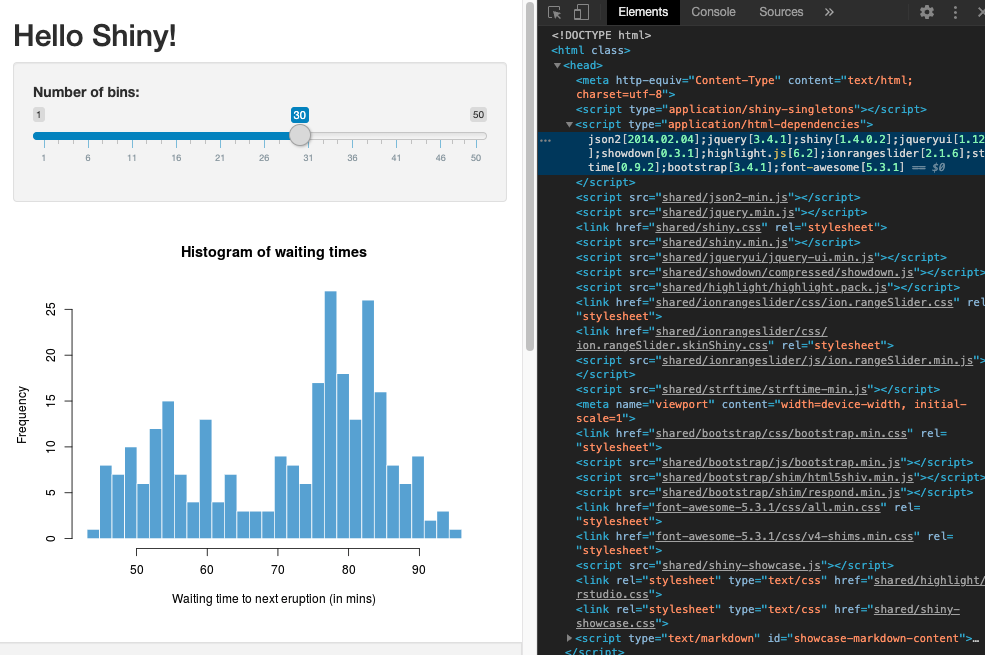 Hello Shiny!
Number of bins:
1 30 50
1 6 11 16 21 26 31 36 41 46 50
Histogram of waiting times
Frequency
25
20
15
10
5
0
50 60 70 80 90
Waiting time to next eruption (in mins)
Elements Console Sources »
<!DOCTYPE html>
<html class>
<head>
<meta http-equiv="Content-Type" content="text/html;
charset=utf-8">
<script type="application/shiny-singletons"></script>
<script type="application/html-dependencies">
json2[2014.02.04];jquery[3.4.1];shiny[1.4.0.2];jqueryui[1.12
];showdown[0.3.1];highlight.js[6.2];ionrangeslider[2.1.6];st
time[0.9.2];bootstrap[3.4.1];font-awesome[5.3.1] == $0
</script>
<script src="shared/json2-min.js"></script>
<script src="shared/jquery.min.js"></script>
<link href="shared/shiny.css" rel="stylesheet">
<script src="shared/shiny.min.js"></script>
<script src="shared/jqueryui/jquery-ui.min.js"></script>
<script src="shared/showdown/compressed/showdown.js"></script>
<script src="shared/highlight/highlight.pack.js"></script>
<link href="shared/ionrangeslider/css/ion.rangeSlider.css" rel
"stylesheet">
<link href="shared/ionrangeslider/css/
ion.rangeSlider.skinShiny.css" rel="stylesheet">
<script src="shared/ionrangeslider/js/ion.rangeSlider.min.js">
</script>
<script src="shared/strftime/strftime-min.js"></script>
<meta name="viewport" content="width=device-width, initial-
scale=1">
<link href="shared/bootstrap/css/bootstrap.min.css" rel=
"stylesheet">
<script src="shared/bootstrap/js/bootstrap.min.js"></script>
<script src="shared/bootstrap/shim/html5shiv.min.js"></script>
<script src="shared/bootstrap/shim/respond.min.js"></script>
<link href="font-awesome-5.3.1/css/all.min.css" rel=
"stylesheet">
<link href="font-awesome-5.3.1/css/v4-shims.min.css" rel=
"stylesheet">
<script src="shared/shiny-showcase.js"></script>
<link rel="stylesheet" type="text/css" href="shared/highlight/
rstudio.css">
<link rel="stylesheet" type="text/css" href="shared/shiny-
showcase.css">
<script type="text/markdown" id="showcase-markdown-content">…
</script>